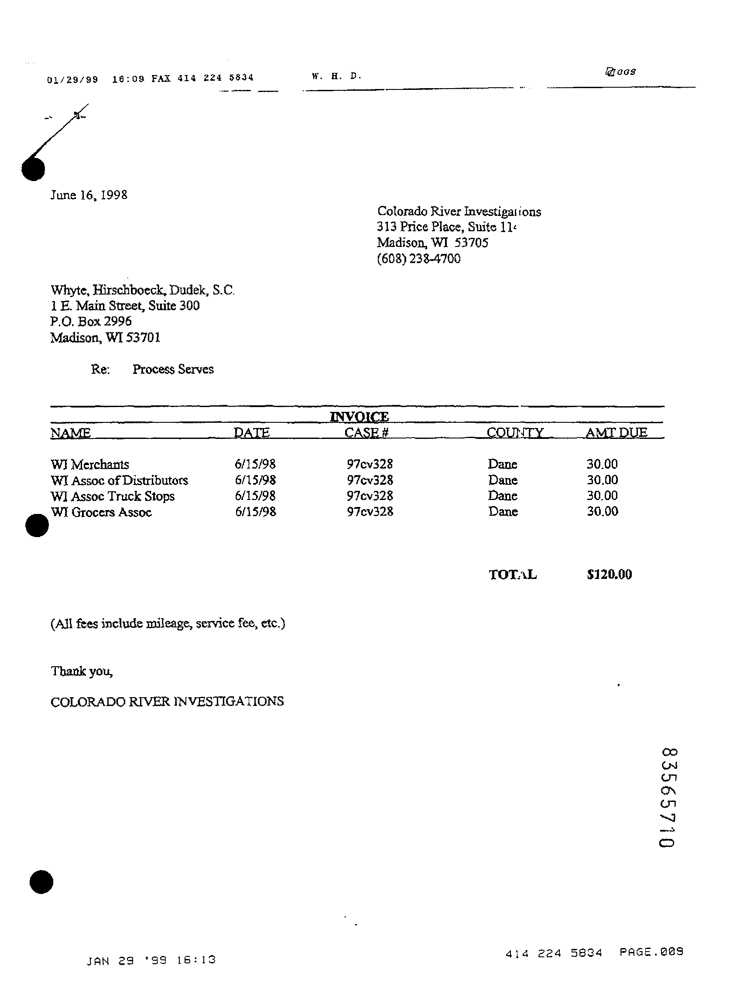 01/29/99 16:09 FAX 414 224 5834 W. H. D. 009
June 16, 1998
Colorado River Investigations
313 Price Place, Suite
Madison, WI 53705
(608) 238-4700
Whyte, Hirschboeck, Dudek, S.C.
1 E. Main Street, Suite 300
P.O. Box 2996
Madison, WI 53701
Re: Process Serves
INVOICE
NAME DATE CASE # COUNTY AMT DUE
WI Merchants 6/15/98 97cv328 Dane 30.00
WI Assoc of Distributors 6/15/98 97cv328 Dane 30.00
WI Assoc Truck Stops 6/15/98 97cv328 Dane 30.00
WI Grocers Assoc 6/15/98 97cv328 Dane 30.00
TOTAL $120.00
(All fees include mileage, service fee, etc.)
Thank you,
COLORADO RIVER INVESTIGATIONS
83565710
JAN 29 '99 16:13 414 224 5834 PAGE.009